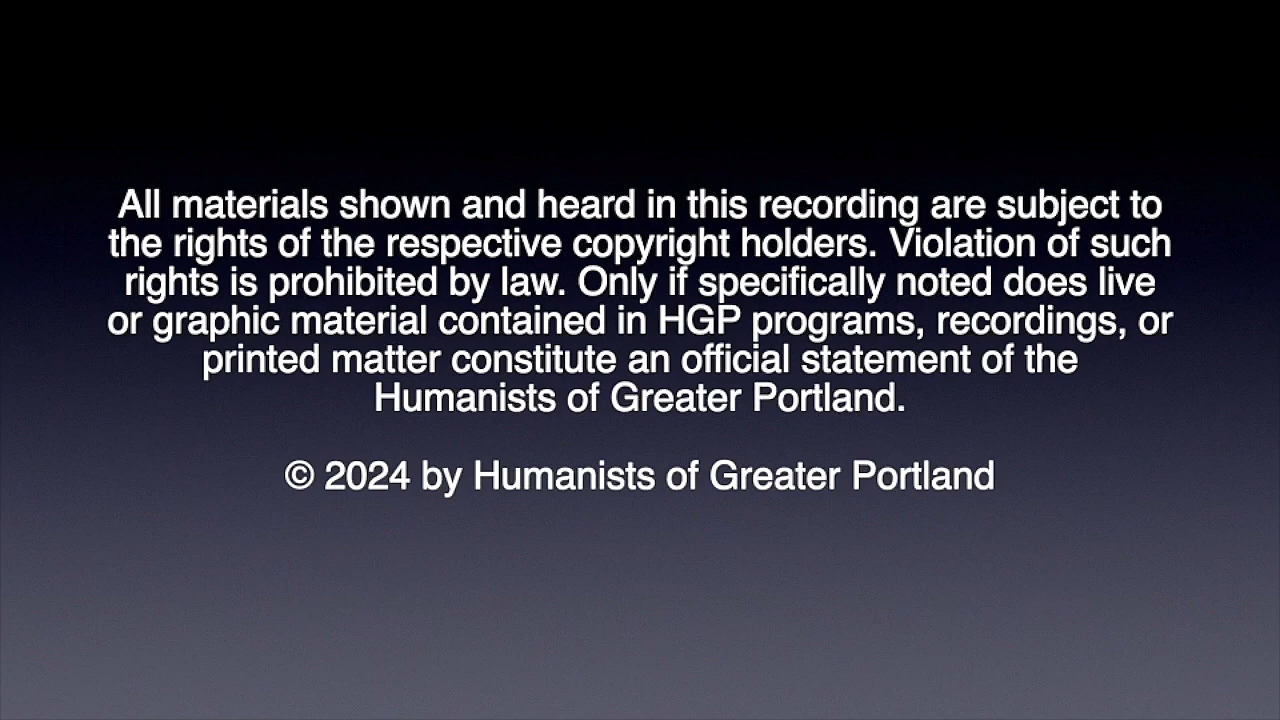 All materials shown and heard in this recording are subject to
the rights of the respective copyright holders. Violation of such
rights is prohibited by law. Only if specifically noted does live
or graphic material contained in HGP programs, recordings, or
printed matter constitute an official statement of the
Humanists of Greater Portland.
© 2024 by Humanists of Greater Portland